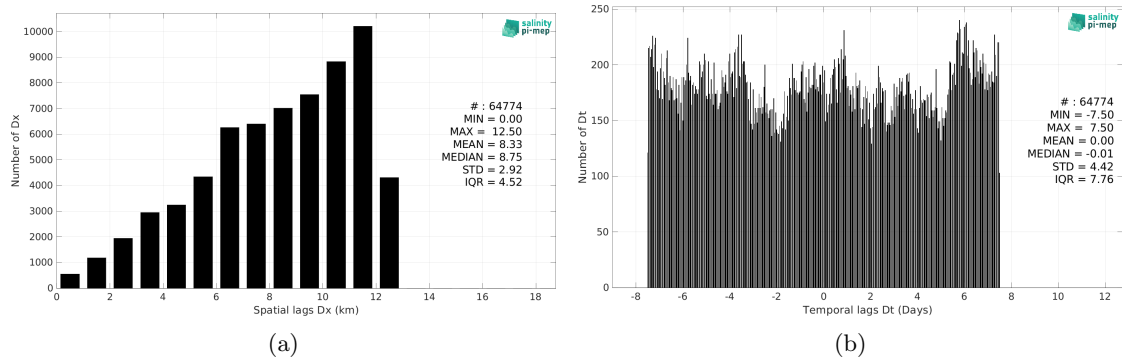 salinity
pi-mep
10000
9000
8000
7000
6000
5000
4000
3000
2000
1000
0
Number of Dx
# : 64774
MIN = 0.00
MAX = 12.50
MEAN = 8.33
MEDIAN = 8.75
STD = 2.92
IQR = 4.52
0 2 4 6 8 10 12 14 16 18
Spatial lags Dx (km)
(a)
salinity
pi-mep
250
200
150
100
50
0
Number of Dt
# : 64774
MIN = -7.50
MAX = 7.50
MEAN = 0.00
MEDIAN = -0.01
STD = 4.42
IQR = 7.76
-8 -6 -4 -2 0 2 4 6 8 10 12
Temporal lags Dt (Days)
(b)